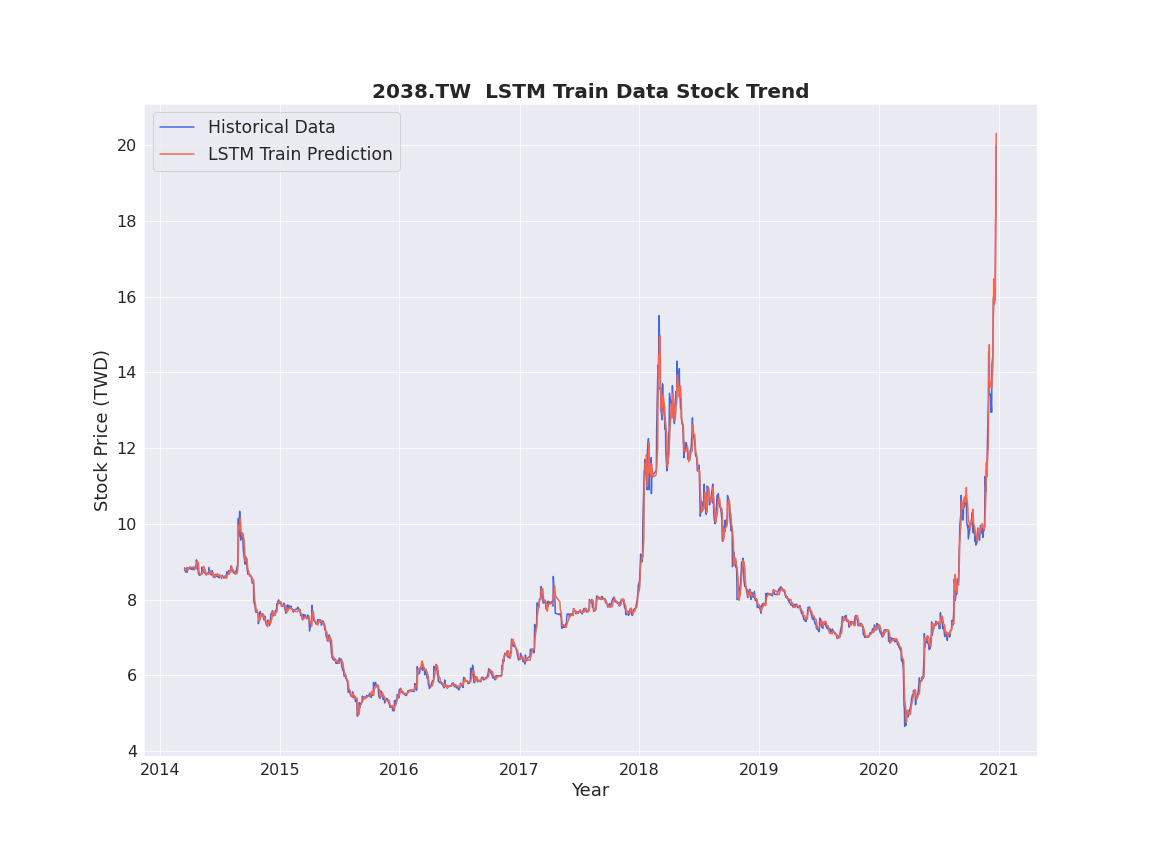 2038.TW  LSTM Train Data Stock Trend
Historical Data
LSTM Train Prediction
Stock Price (TWD)
20
18
16
14
12
10
8
6
4
2014 2015 2016 2017 2018 2019 2020 2021
Year